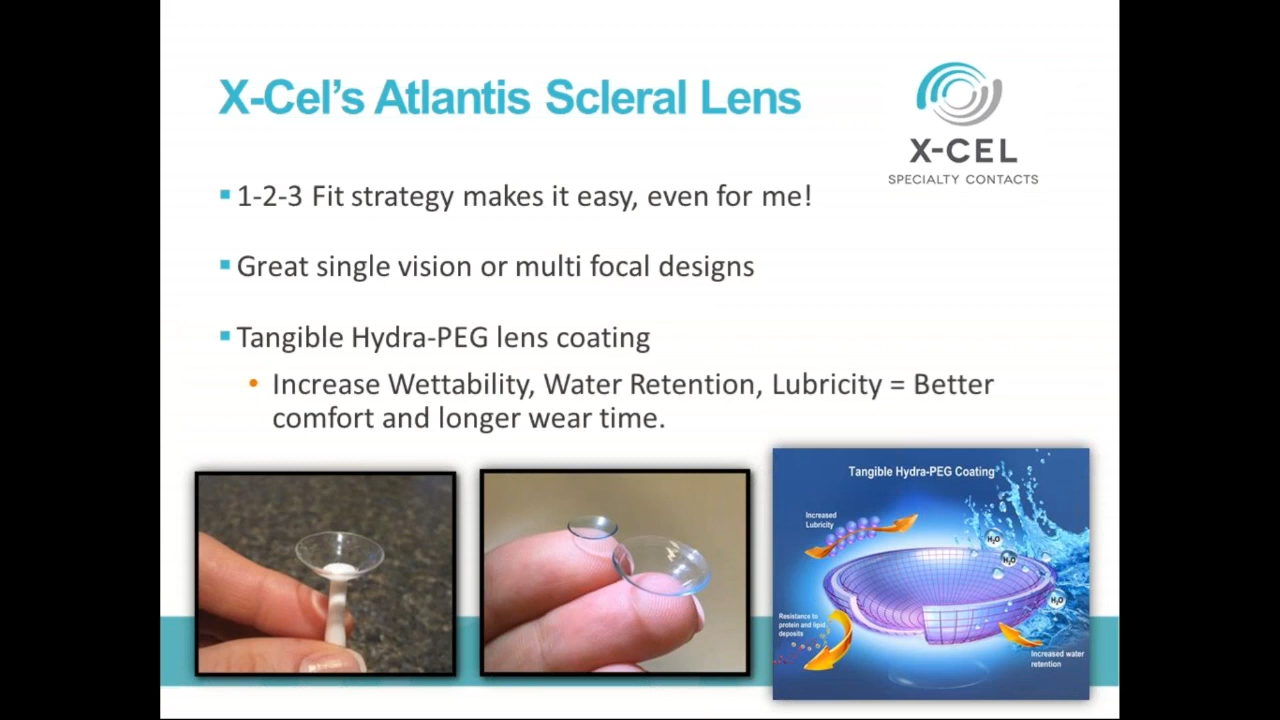 X-Cel's Atlantis Scleral Lens
X-CEL
SPECIALTY CONTACTS
1-2-3 Fit strategy makes it easy, even for me!
Great single vision or multi focal designs
Tangible Hydra-PEG lens coating
Increase Wettability, Water Retention, Lubricity = Better
comfort and longer wear time.
Tangible Hydra-PEG Coating
Increased
Lubricity
H₂O
H₂O
H₂O
Resistance to
protein and lipid
deposits
Increased water
retention